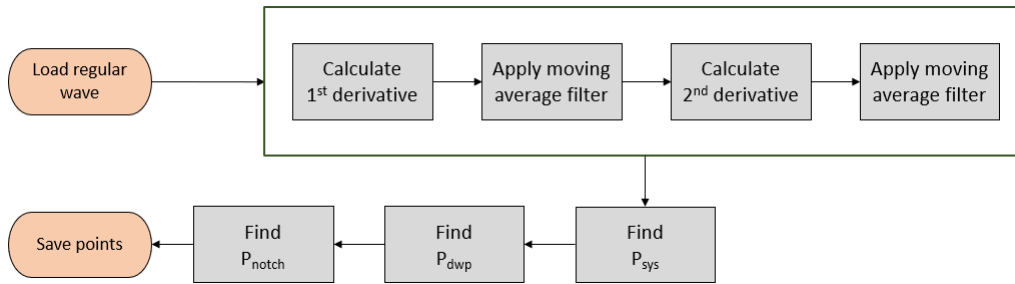 Load regular
wave
Calculate
1st derivative
Apply moving
average filter
Calculate
2nd derivative
Apply moving
average filter
Save points
Find
Pnotch
Find
Pdwp
Find
Psys